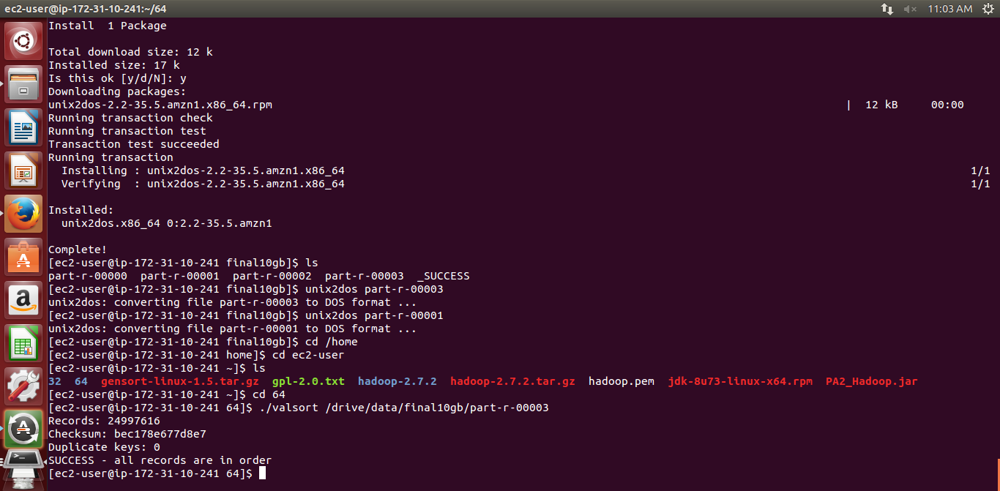 ec2-user@ip-172-31-10-241:~/64 11:03 AM
Install  1 Package
Total download size: 12 k
Installed size: 17 k
Is this ok [y/d/N]: y
Downloading packages:
unix2dos-2.2-35.5.amzn1.x86_64.rpm | 12 kB 00:00
Running transaction check
Running transaction test
Transaction test succeeded
Running transaction
  Installing : unix2dos-2.2-35.5.amzn1.x86_64 1/1
  Verifying  : unix2dos-2.2-35.5.amzn1.x86_64 1/1
Installed:
  unix2dos.x86_64 0:2.2-35.5.amzn1
Complete!
[ec2-user@ip-172-31-10-241 final10gb]$ ls
part-r-00000  part-r-00001  part-r-00002  part-r-00003  _SUCCESS
[ec2-user@ip-172-31-10-241 final10gb]$ unix2dos part-r-00003
unix2dos: converting file part-r-00003 to DOS format ...
[ec2-user@ip-172-31-10-241 final10gb]$ unix2dos part-r-00001
unix2dos: converting file part-r-00001 to DOS format ...
[ec2-user@ip-172-31-10-241 final10gb]$ cd /home
[ec2-user@ip-172-31-10-241 home]$ cd ec2-user
[ec2-user@ip-172-31-10-241 ~]$ ls
32  64  gensort-linux-1.5.tar.gz  gpl-2.0.txt  hadoop-2.7.2  hadoop-2.7.2.tar.gz  hadoop.pem  jdk-8u73-linux-x64.rpm  PA2_Hadoop.jar
[ec2-user@ip-172-31-10-241 ~]$ cd 64
[ec2-user@ip-172-31-10-241 64]$ ./valsort /drive/data/final10gb/part-r-00003
Records: 24997616
Checksum: bec178e677d8e7
Duplicate keys: 0
SUCCESS - all records are in order
[ec2-user@ip-172-31-10-241 64]$